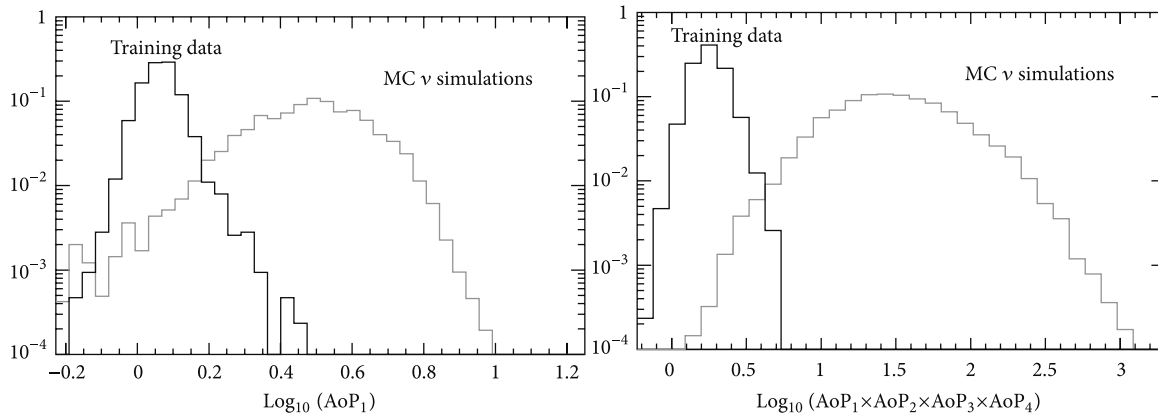 1
10⁻¹
10⁻²
10⁻³
10⁻⁴
Training data
MC ν simulations
−0.2 0 0.2 0.4 0.6 0.8 1 1.2
Log₁₀ (AoP₁)
1
10⁻¹
10⁻²
10⁻³
10⁻⁴
Training data
MC ν simulations
0 0.5 1 1.5 2 2.5 3
Log₁₀ (AoP₁×AoP₂×AoP₃×AoP₄)